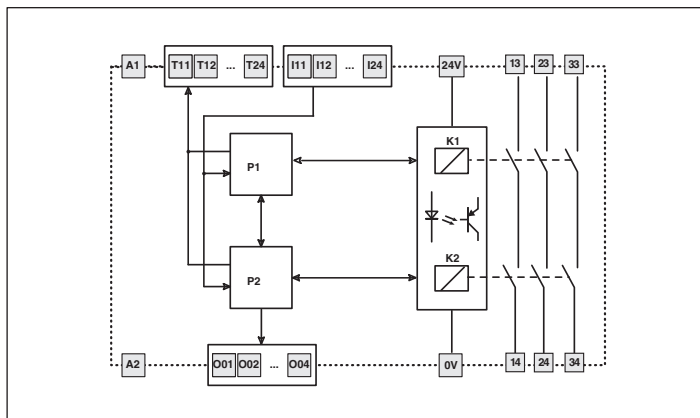 A1 T11 T12 ... T24 I11 I12 ... I24 24V 13 23 33
K1
P1
K2
P2
A2 O01 O02 ... O04 0V 14 24 34